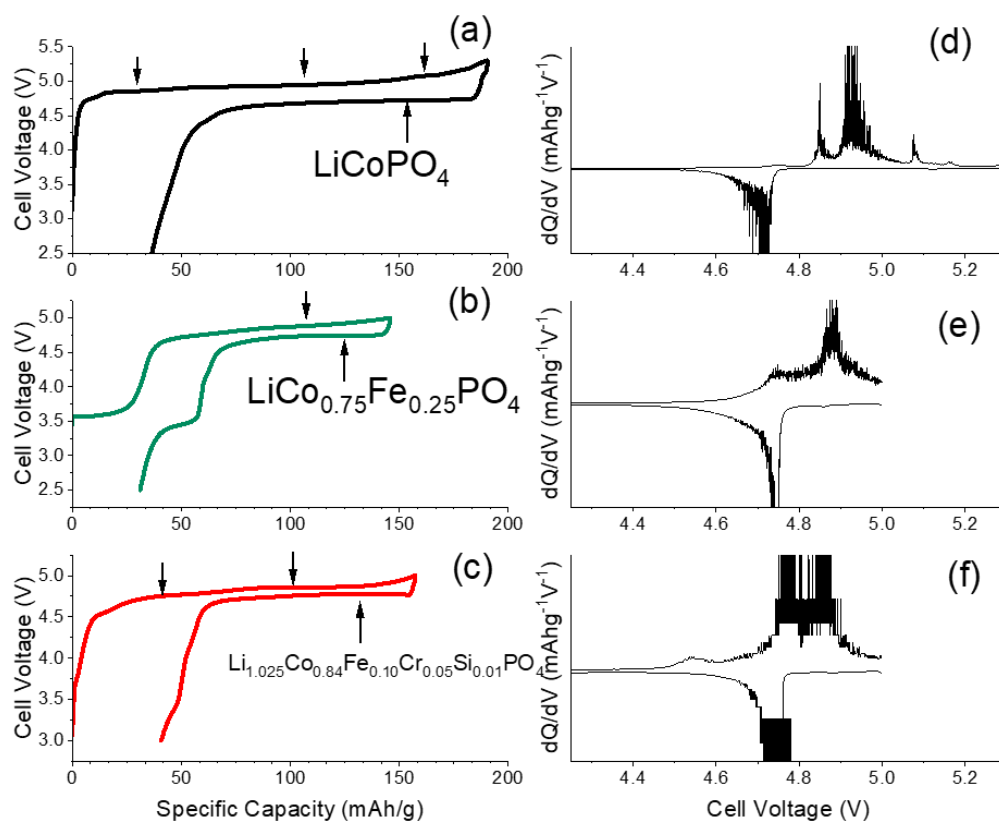 (a)
5.5
5.0
4.5
4.0
3.5
3.0
2.5
Cell Voltage (V)
LiCoPO4
0 50 100 150 200
(d)
dQ/dV (mAhg-1V-1)
4.4 4.6 4.8 5.0 5.2
(b)
5.0
4.5
4.0
3.5
3.0
2.5
Cell Voltage (V)
LiCo0.75Fe0.25PO4
0 50 100 150 200
(e)
dQ/dV (mAhg-1V-1)
4.4 4.6 4.8 5.0 5.2
(c)
5.0
4.5
4.0
3.5
3.0
Cell Voltage (V)
Li1.025Co0.84Fe0.10Cr0.05Si0.01PO4
0 50 100 150 200
Specific Capacity (mAh/g)
(f)
dQ/dV (mAhg-1V-1)
4.4 4.6 4.8 5.0 5.2
Cell Voltage (V)